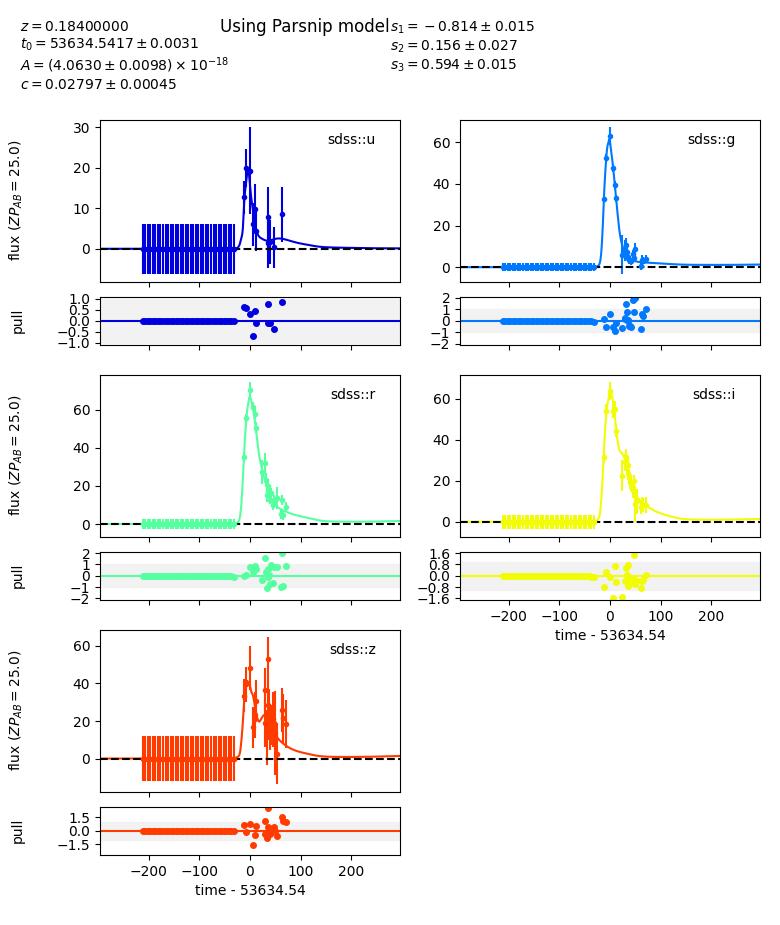 Using Parsnip model
z = 0.18400000
t₀ = 53634.5417 ± 0.0031
A = (4.0630 ± 0.0098) × 10⁻¹⁸
c = 0.02797 ± 0.00045
s₁ = −0.814 ± 0.015
s₂ = 0.156 ± 0.027
s₃ = 0.594 ± 0.015
flux (ZP_AB = 25.0)
30
20
10
0
sdss::u
60
40
20
0
sdss::g
pull
1.0
0.5
0.0
−0.5
−1.0
2
1
0
−1
−2
flux (ZP_AB = 25.0)
60
40
20
0
sdss::r
60
40
20
0
sdss::i
pull
2
1
0
−1
−2
1.6
0.8
0.0
−0.8
−1.6
−200 −100 0 100 200
time - 53634.54
flux (ZP_AB = 25.0)
60
40
20
0
sdss::z
pull
1.5
0.0
−1.5
−200 −100 0 100 200
time - 53634.54